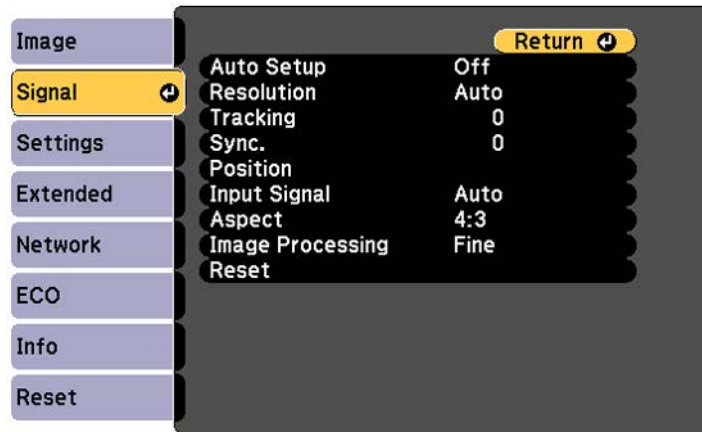 Image
Signal
Settings
Extended
Network
ECO
Info
Reset
Return
Auto Setup Off
Resolution Auto
Tracking 0
Sync. 0
Position
Input Signal Auto
Aspect 4:3
Image Processing Fine
Reset